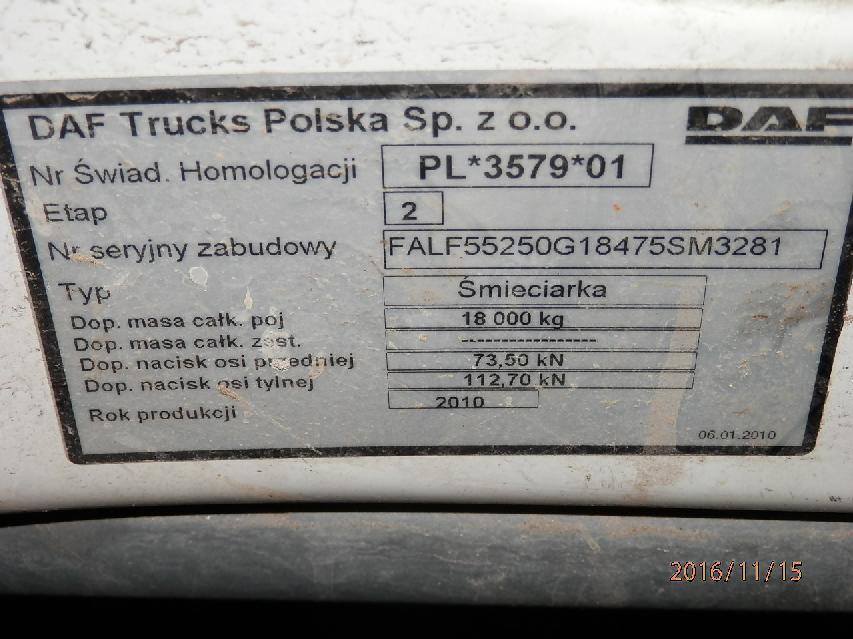 DAF Trucks Polska Sp. z o.o. DAF
Nr Świad. Homologacji PL*3579*01
Etap 2
Nr seryjny zabudowy FALF55250G18475SM3281
Typ Śmieciarka
Dop. masa całk. poj 18 000 kg
Dop. masa całk. zest. ------------------
Dop. nacisk osi przedniej 73,50 kN
Dop. nacisk osi tylnej 112,70 kN
Rok produkcji 2010
06.01.2010
2016/11/15